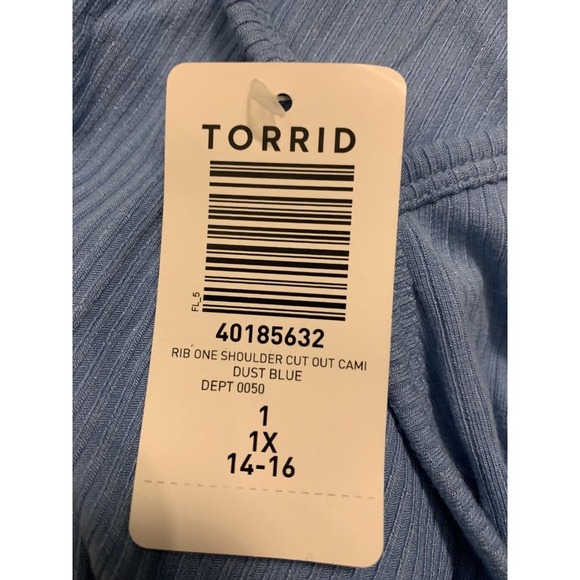 TORRID
FL_5
40185632
RIB ONE SHOULDER CUT OUT CAMI
DUST BLUE
DEPT 0050
1
1X
14-16